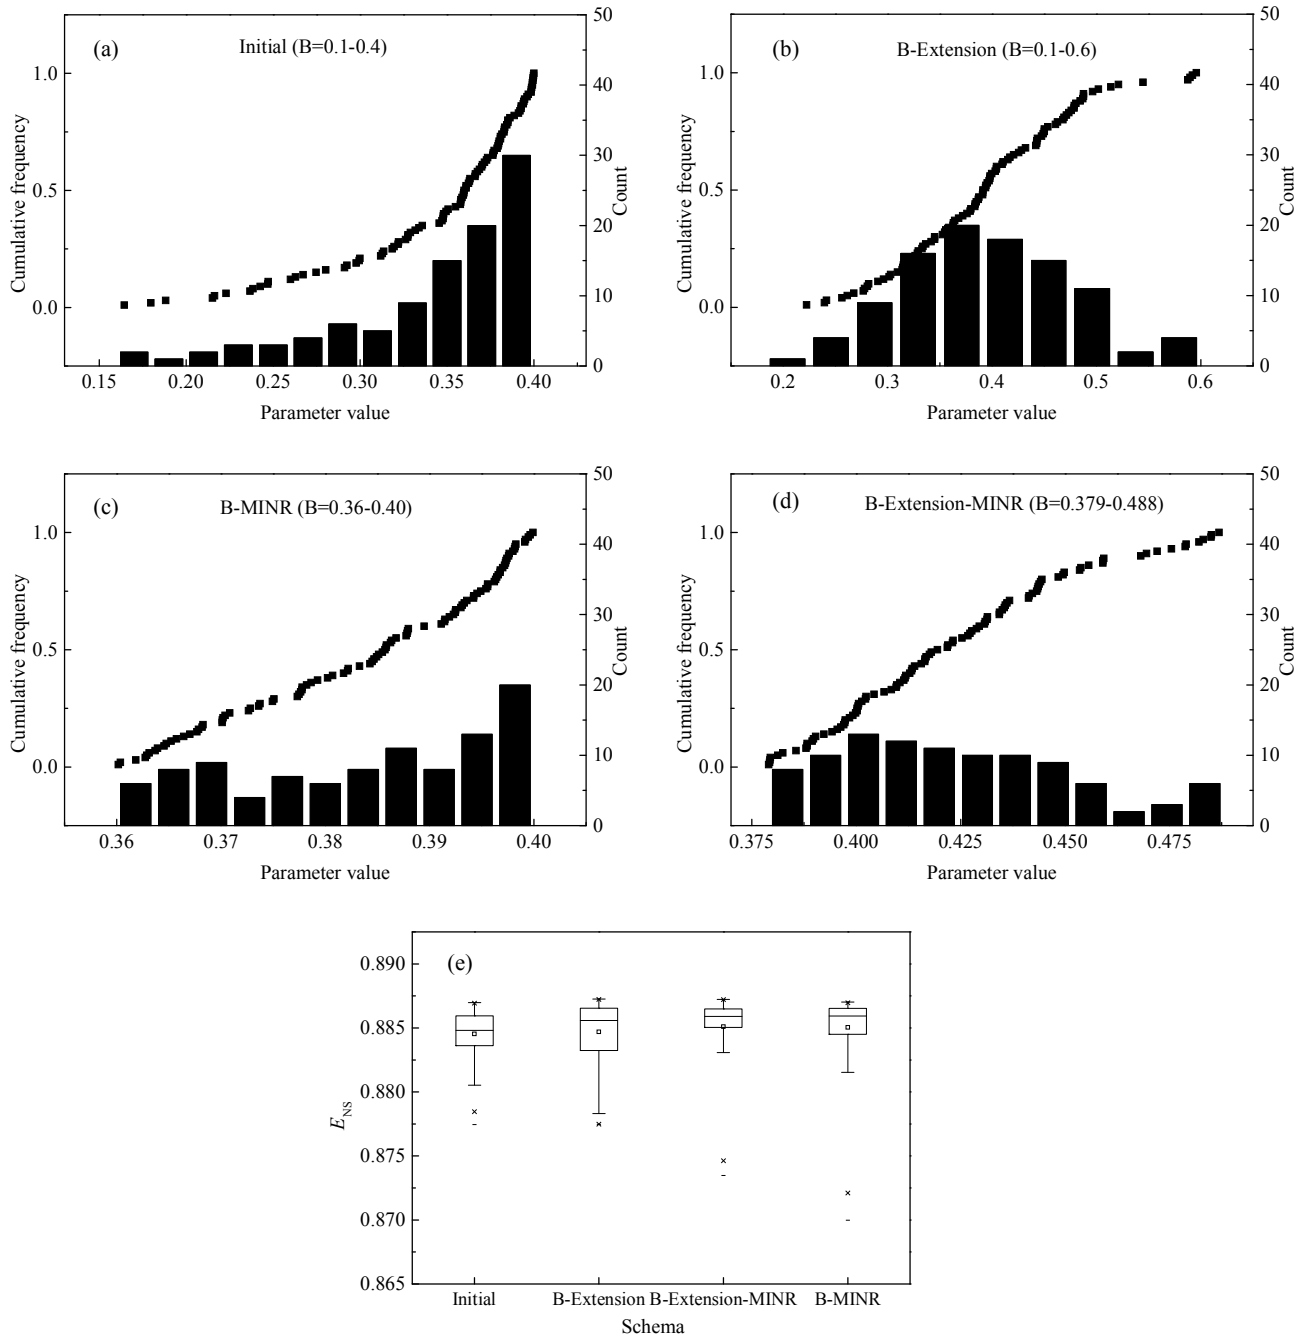 (a)
Initial (B=0.1-0.4)
50
40
30
20
10
0
Count
1.0
0.5
0.0
Cumulative frequency
0.15 0.20 0.25 0.30 0.35 0.40
Parameter value
(b)
B-Extension (B=0.1-0.6)
50
40
30
20
10
0
Count
1.0
0.5
0.0
Cumulative frequency
0.2 0.3 0.4 0.5 0.6
Parameter value
(c)
B-MINR (B=0.36-0.40)
50
40
30
20
10
0
Count
1.0
0.5
0.0
Cumulative frequency
0.36 0.37 0.38 0.39 0.40
Parameter value
(d)
B-Extension-MINR (B=0.379-0.488)
50
40
30
20
10
0
Count
1.0
0.5
0.0
Cumulative frequency
0.375 0.400 0.425 0.450 0.475
Parameter value
(e)
0.890
0.885
0.880
0.875
0.870
0.865
E_NS
Initial B-Extension B-Extension-MINR B-MINR
Schema